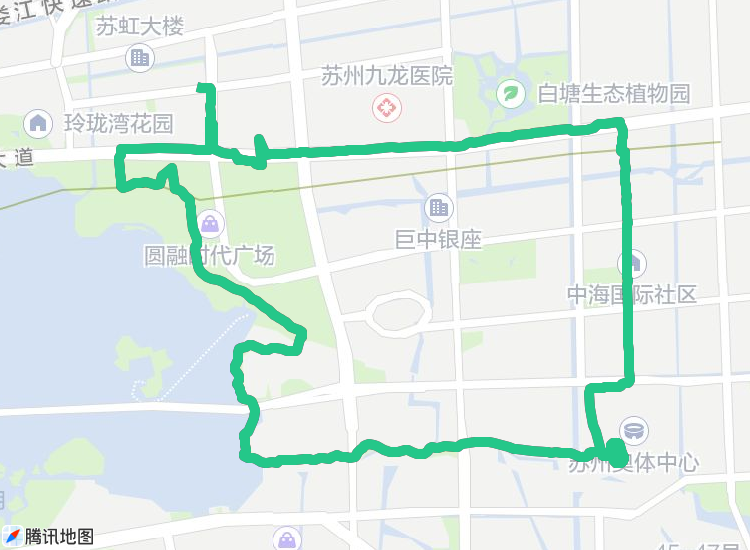 娄江快速路
苏虹大楼
苏州九龙医院
白塘生态植物园
玲珑湾花园
大道
巨中银座
圆融时代广场
中海国际社区
苏州奥体中心
腾讯地图